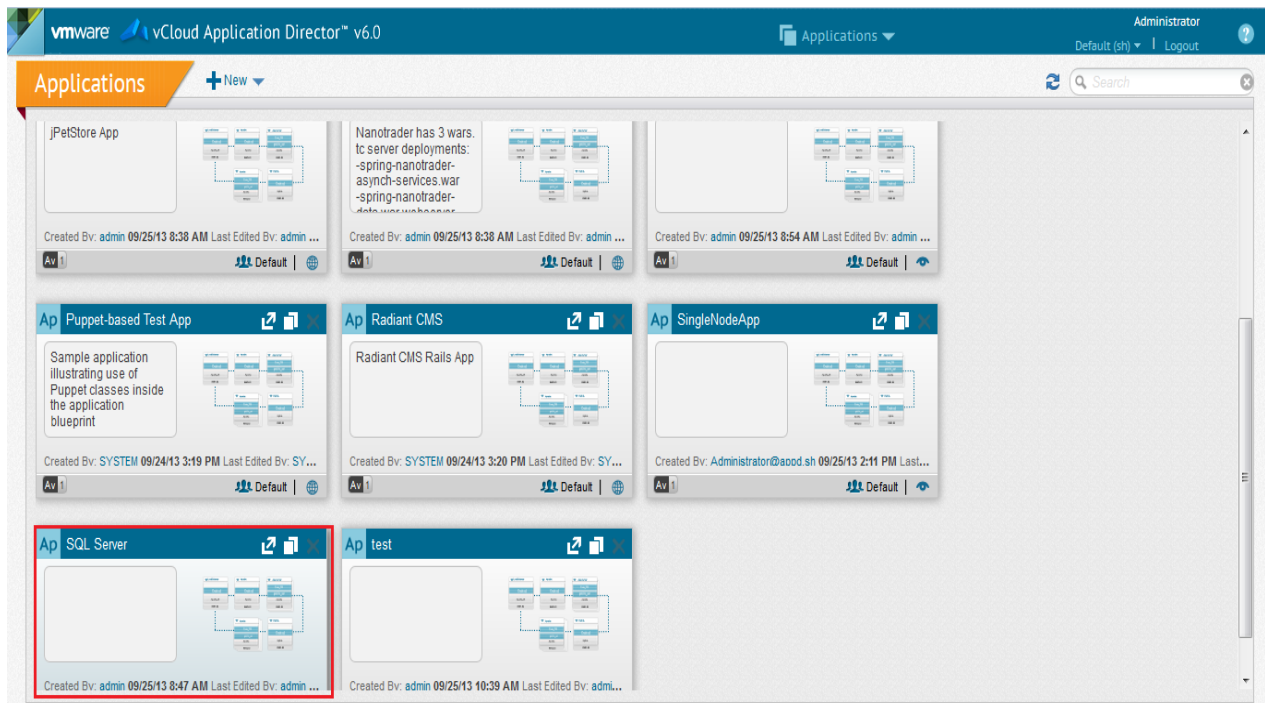 vmware vCloud Application Director™ v6.0
Applications
Administrator
Default (sh) | Logout
Applications
New
Search
jPetStore App
Created By: admin 09/25/13 8:38 AM Last Edited By: admin ...
Av 1
Default |
Nanotrader has 3 wars.
tc server deployments:
-spring-nanotrader-
asynch-services.war
-spring-nanotrader-
Created By: admin 09/25/13 8:38 AM Last Edited By: admin ...
Av 1
Default |
Created By: admin 09/25/13 8:54 AM Last Edited By: admin ...
Av 1
Default |
Ap Puppet-based Test App
Sample application
illustrating use of
Puppet classes inside
the application
blueprint
Created By: SYSTEM 09/24/13 3:19 PM Last Edited By: SY...
Av 1
Default |
Ap Radiant CMS
Radiant CMS Rails App
Created By: SYSTEM 09/24/13 3:20 PM Last Edited By: SY...
Av 1
Default |
Ap SingleNodeApp
Created By: Administrator@appd.sh 09/25/13 2:11 PM Last...
Av 1
Default |
Ap SQL Server
Created By: admin 09/25/13 8:47 AM Last Edited By: admin ...
Ap test
Created By: admin 09/25/13 10:39 AM Last Edited By: admi...